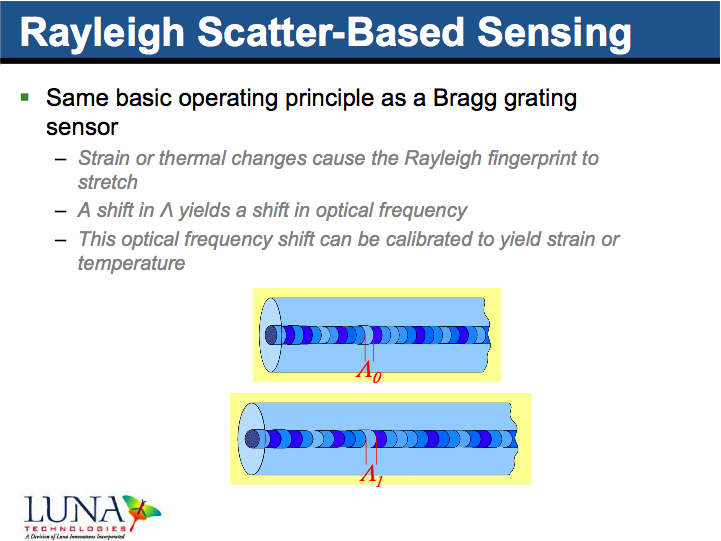 Rayleigh Scatter-Based Sensing
Same basic operating principle as a Bragg grating
sensor
– Strain or thermal changes cause the Rayleigh fingerprint to
stretch
– A shift in Λ yields a shift in optical frequency
– This optical frequency shift can be calibrated to yield strain or
temperature
Λ0
Λ1
LUNA
TECHNOLOGIES
A Division of Luna Innovations Incorporated